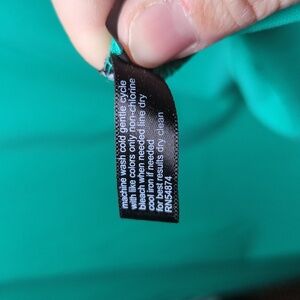 machine wash cold gentle cycle
with like colors only non-chlorine
bleach when needed line dry
cool iron if needed
for best results dry clean
RN54874